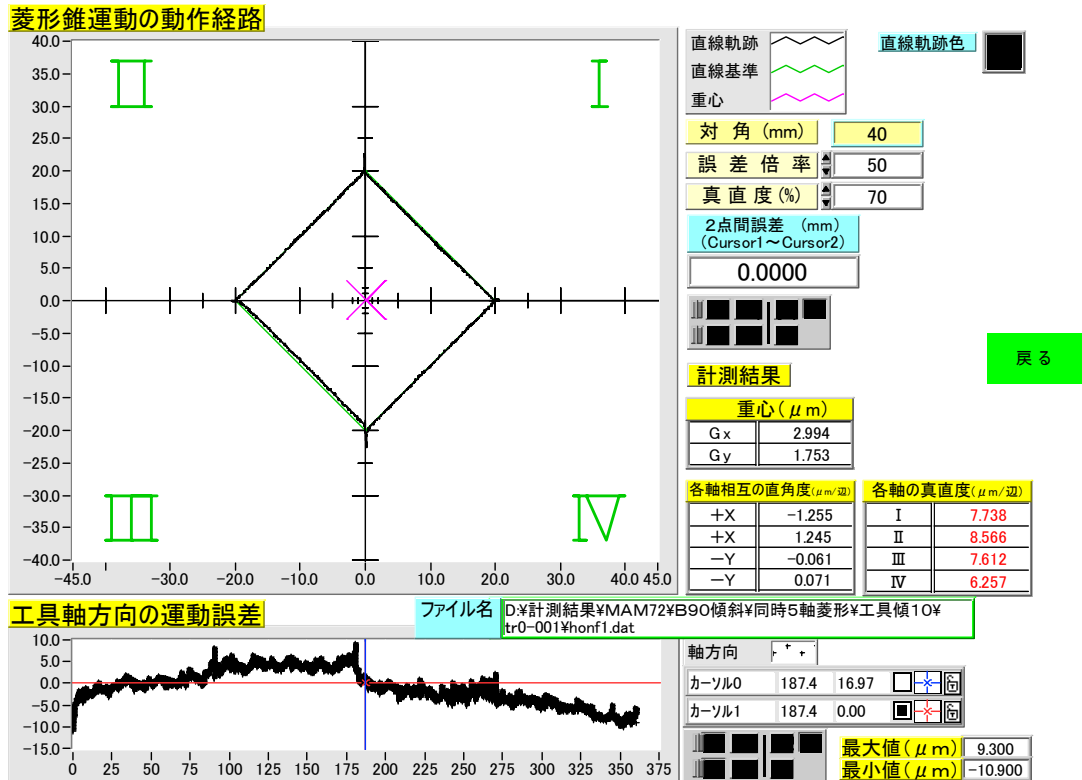 菱形錐運動の動作経路
40.0
35.0
30.0
25.0
20.0
15.0
10.0
5.0
0.0
-5.0
-10.0
-15.0
-20.0
-25.0
-30.0
-35.0
-40.0
-45.0 -30.0 -20.0 -10.0 0.0 10.0 20.0 30.0 40.0 45.0
Ⅱ Ⅰ
Ⅲ Ⅳ
直線軌跡
直線基準
重心
直線軌跡色
対 角 (mm) 40
誤 差 倍 率 50
真 直 度 (%) 70
2点間誤差 (mm)
(Cursor1~Cursor2)
0.0000
戻る
計測結果
重心(μm)
Gx 2.994
Gy 1.753
各軸相互の直角度(μm/辺)
+X -1.255
+X 1.245
-Y -0.061
-Y 0.071
各軸の真直度(μm/辺)
Ⅰ 7.738
Ⅱ 8.566
Ⅲ 7.612
Ⅳ 6.257
工具軸方向の運動誤差
ファイル名 D:¥計測結果¥MAM72¥B90傾斜¥同時5軸菱形¥工具傾10¥
tr0-001¥honf1.dat
10.0
5.0
0.0
-5.0
-10.0
-15.0
0 25 50 75 100 125 150 175 200 225 250 275 300 325 350 375
軸方向
カーソル0 187.4 16.97
カーソル1 187.4 0.00
最大値(μm) 9.300
最小値(μm) -10.900